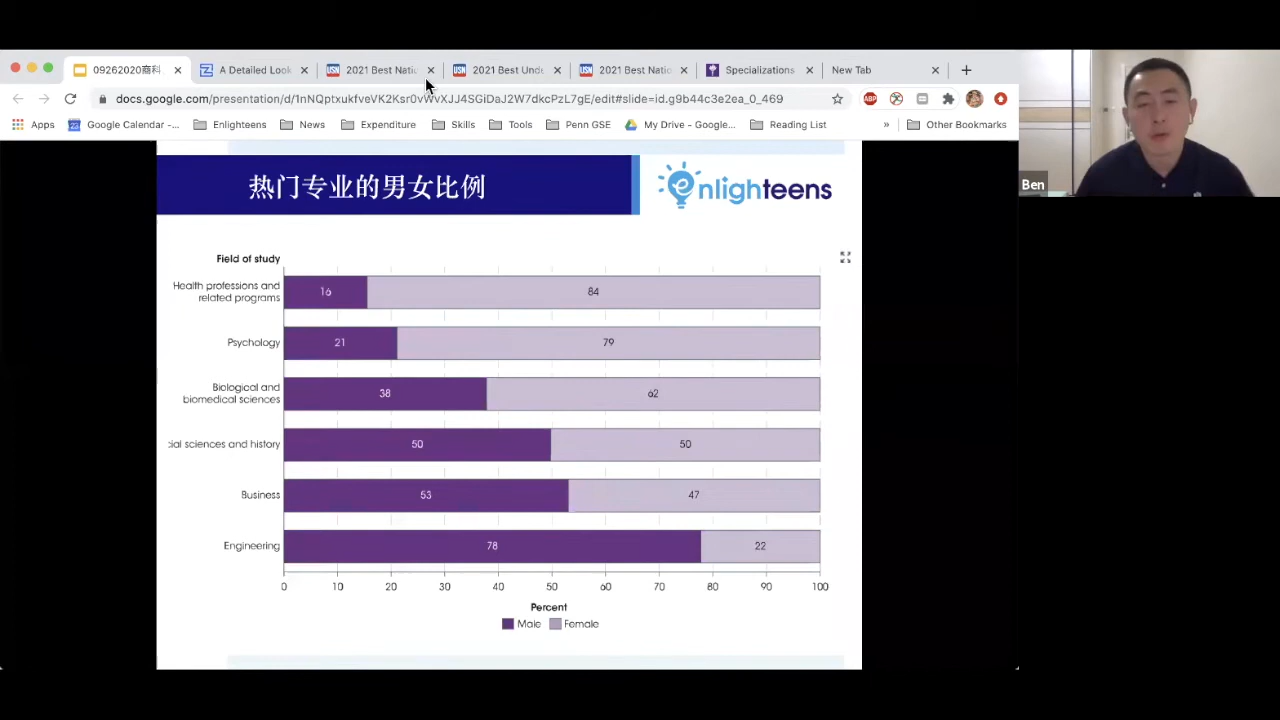 09262020商科
A Detailed Look
2021 Best Natio
2021 Best Unde
2021 Best Natio
Specializations
New Tab
docs.google.com/presentation/d/1nNQptxukfveVK2Ksr0vWvXJJ4SGiDaJ2W7dkcPzL7gE/edit#slide=id.g9b44c3e2ea_0_469
ABP
Apps
Google Calendar -...
Enlighteens
News
Expenditure
Skills
Tools
Penn GSE
My Drive - Google...
Reading List
»
Other Bookmarks
Ben
热门专业的男女比例
enlighteens
Field of study
Health professions and
related programs
16 84
Psychology 21 79
Biological and
biomedical sciences
38 62
cial sciences and history 50 50
Business 53 47
Engineering 78 22
0 10 20 30 40 50 60 70 80 90 100
Percent
Male Female